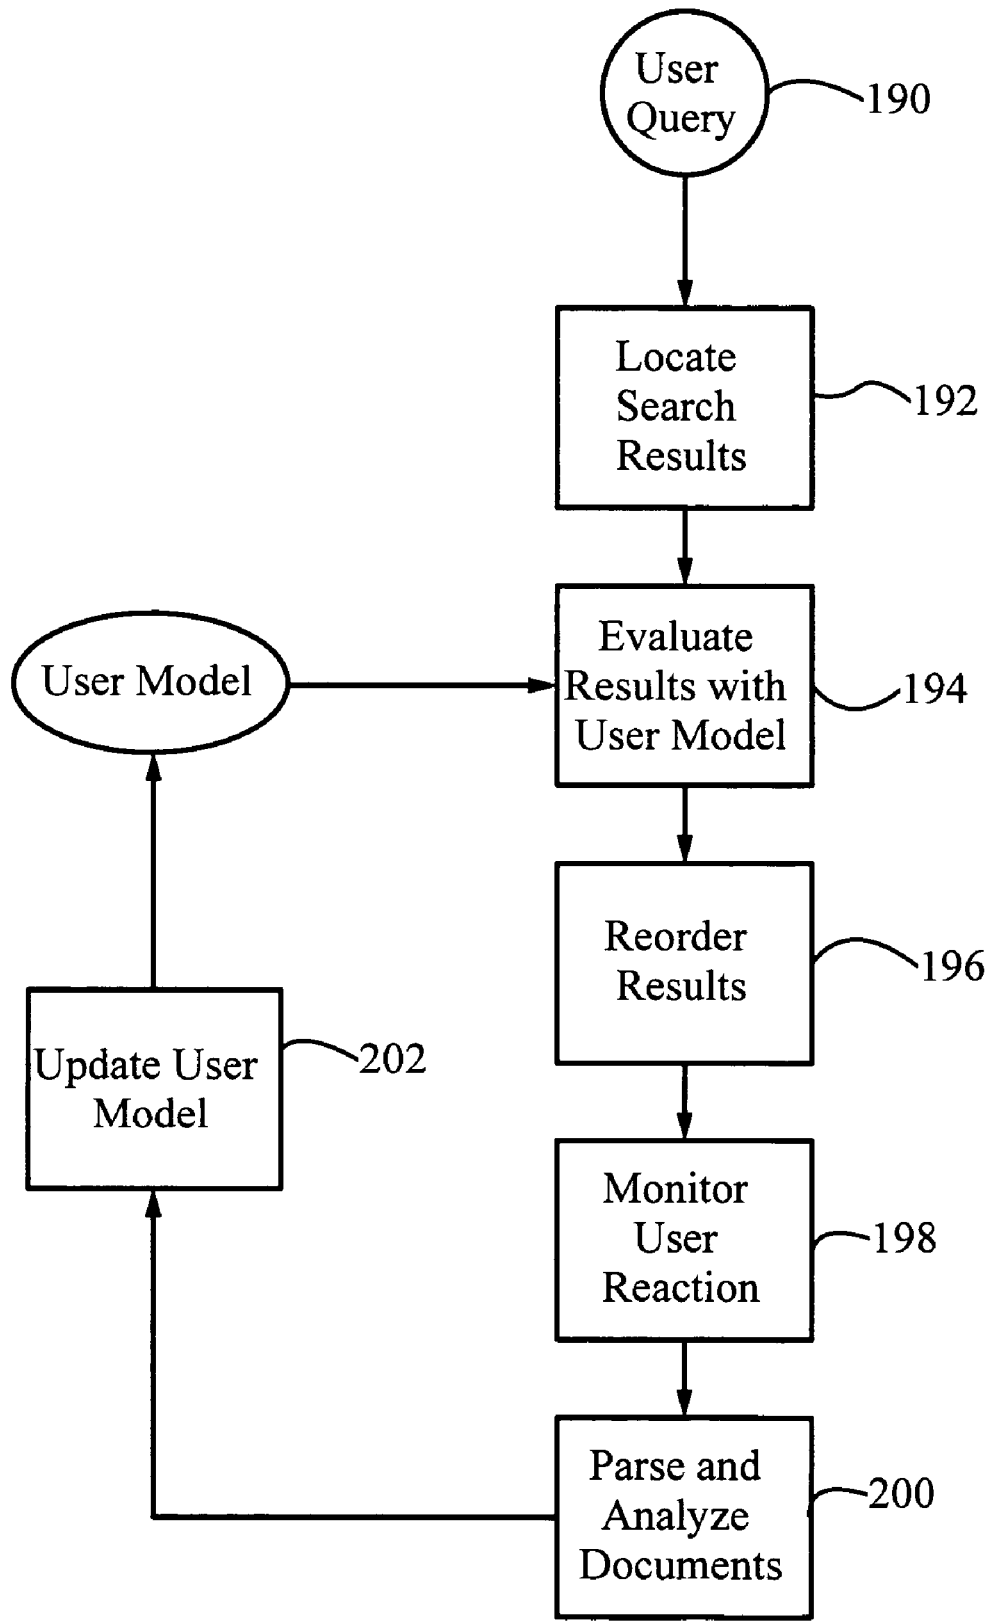 User
Query
190
Locate
Search
Results
192
Evaluate
Results with
User Model
194
User Model
Reorder
Results
196
Update User
Model
202
Monitor
User
Reaction
198
Parse and
Analyze
Documents
200